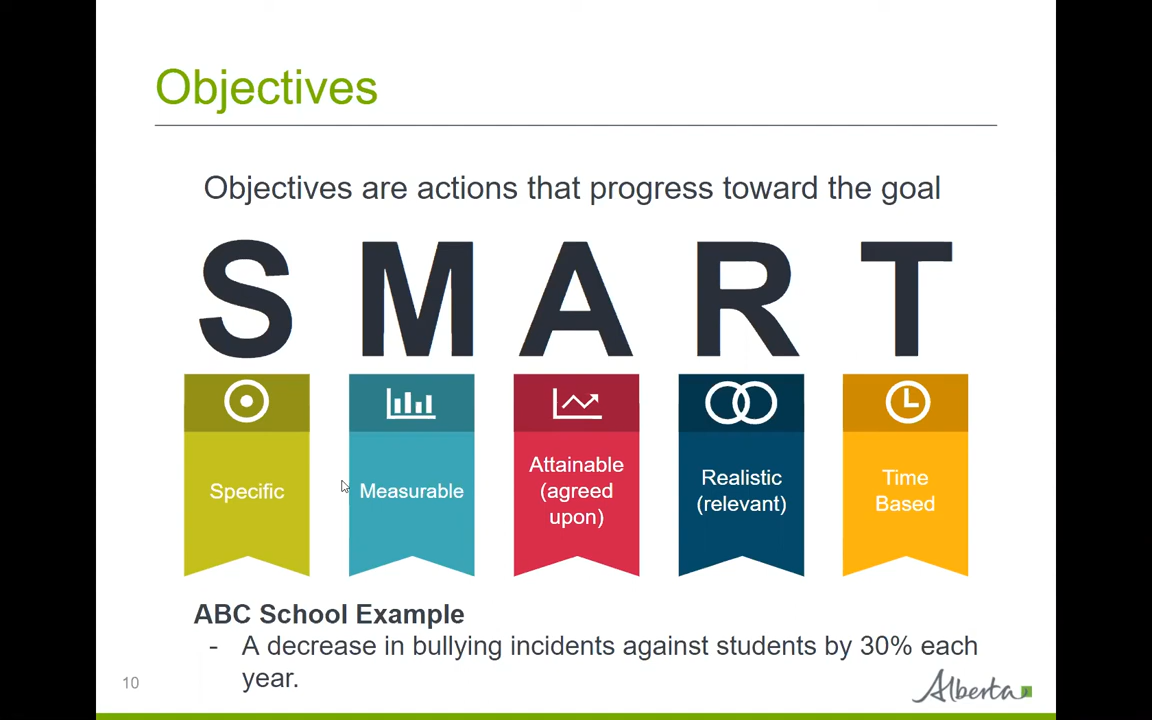 Objectives
Objectives are actions that progress toward the goal
S M A R T
Specific
Measurable
Attainable
(agreed
upon)
Realistic
(relevant)
Time
Based
ABC School Example
- A decrease in bullying incidents against students by 30% each
year.
10
Alberta